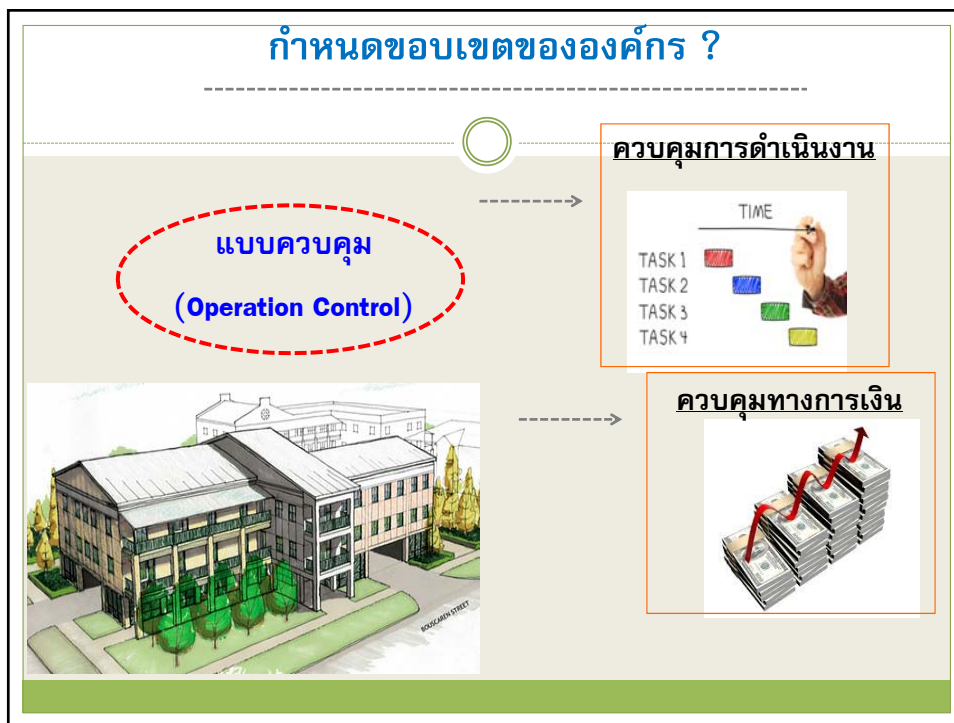 กำหนดขอบเขตขององค์กร ?
แบบควบคุม
(Operation Control)
ควบคุมการดำเนินงาน
TIME
TASK 1
TASK 2
TASK 3
TASK 4
ควบคุมทางการเงิน
BOUSCAREN STREET